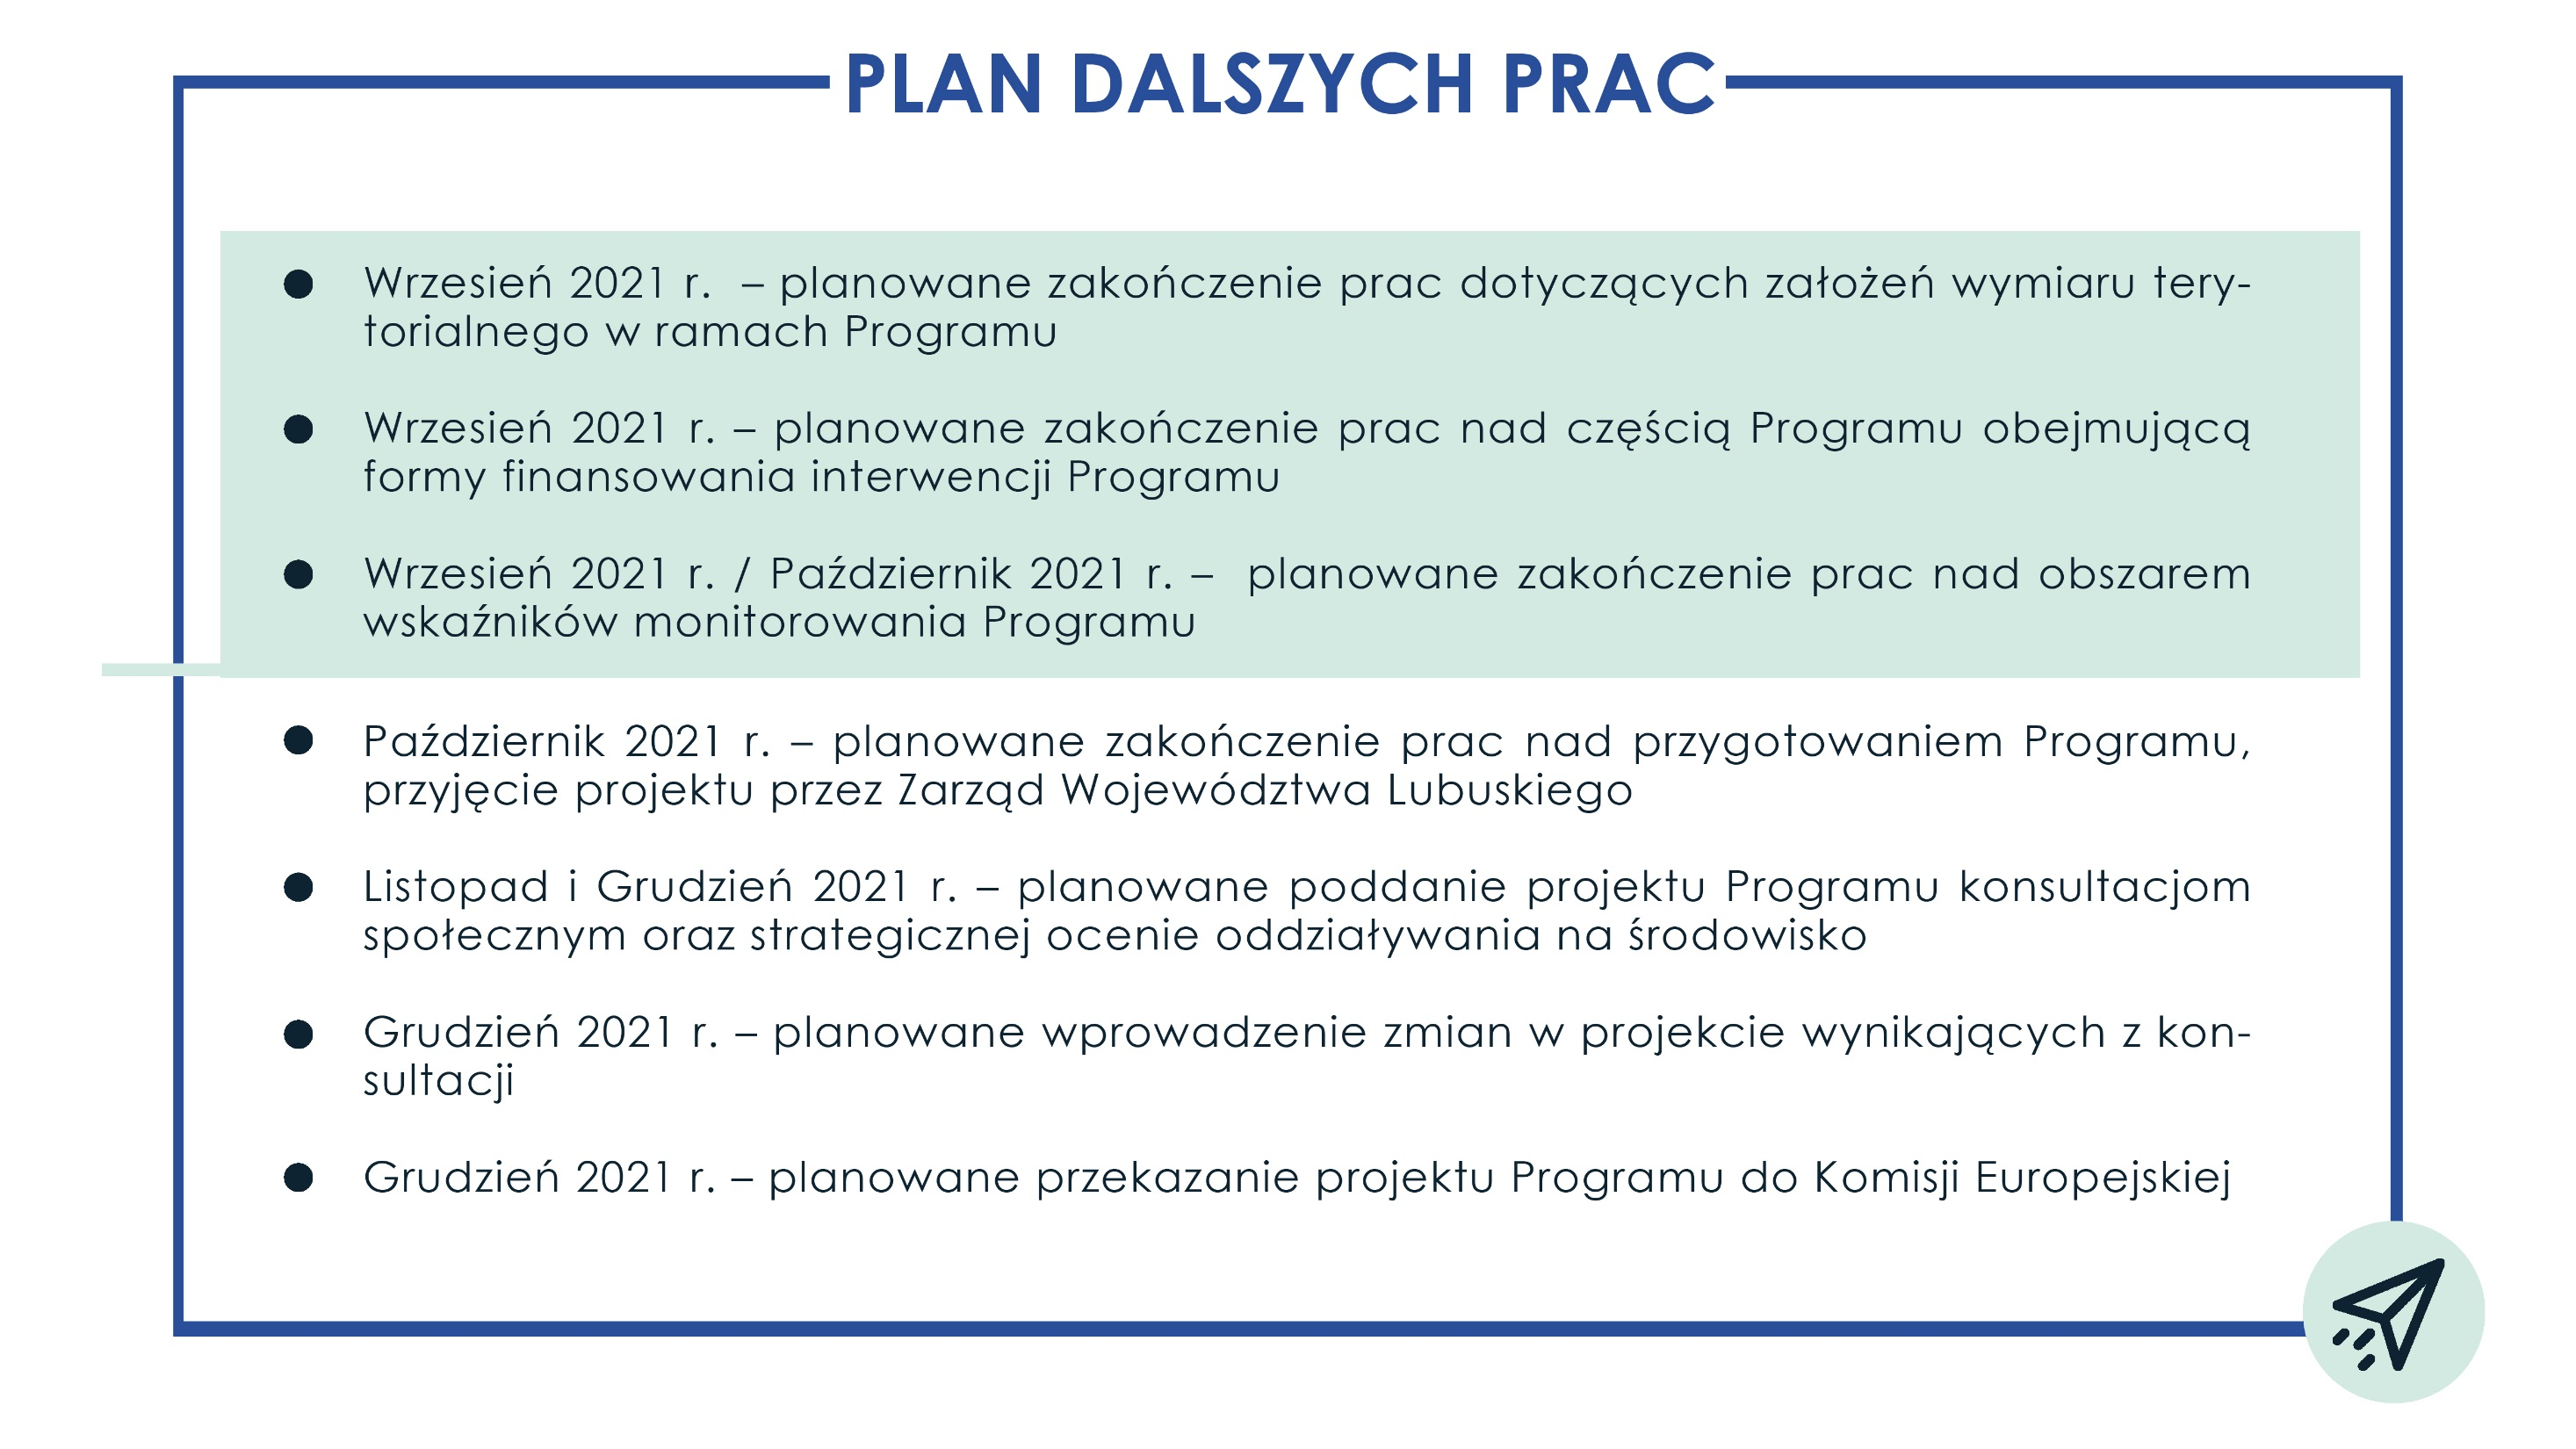 PLAN DALSZYCH PRAC
● Wrzesień 2021 r.  – planowane zakończenie prac dotyczących założeń wymiaru tery-
torialnego w ramach Programu
● Wrzesień 2021 r. – planowane zakończenie prac nad częścią Programu obejmującą
formy finansowania interwencji Programu
● Wrzesień 2021 r. / Październik 2021 r. –  planowane zakończenie prac nad obszarem
wskaźników monitorowania Programu
● Październik 2021 r. – planowane zakończenie prac nad przygotowaniem Programu,
przyjęcie projektu przez Zarząd Województwa Lubuskiego
● Listopad i Grudzień 2021 r. – planowane poddanie projektu Programu konsultacjom
społecznym oraz strategicznej ocenie oddziaływania na środowisko
● Grudzień 2021 r. – planowane wprowadzenie zmian w projekcie wynikających z kon-
sultacji
● Grudzień 2021 r. – planowane przekazanie projektu Programu do Komisji Europejskiej